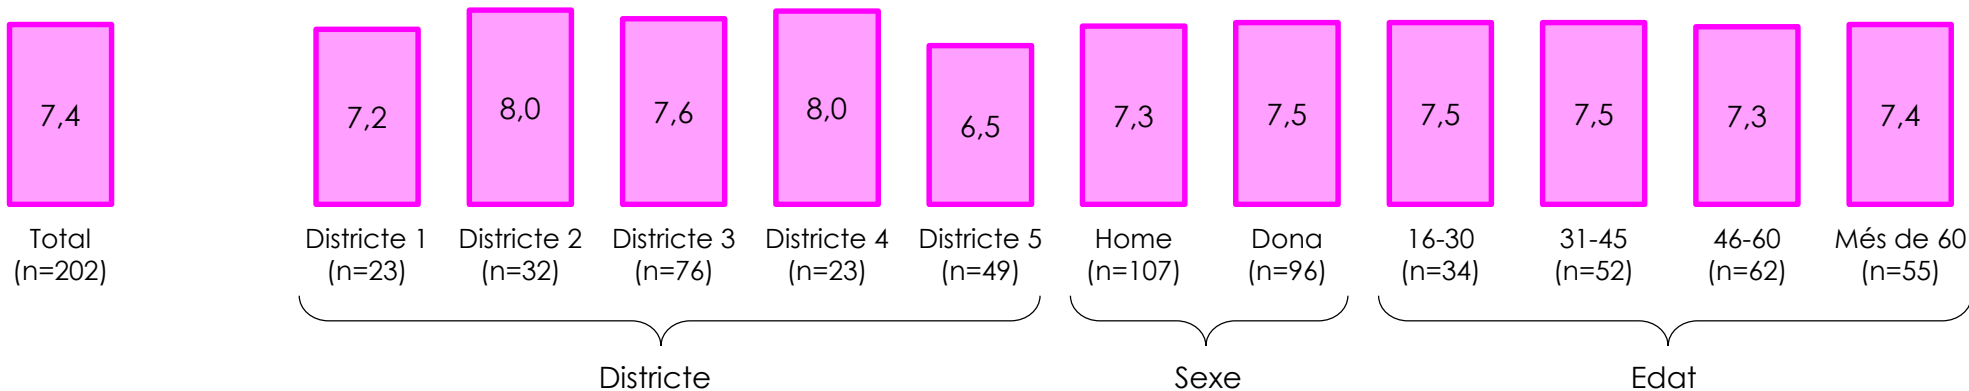 7,4
7,2
8,0
7,6
8,0
6,5
7,3
7,5
7,5
7,5
7,3
7,4
Total
(n=202)
Districte 1
(n=23)
Districte 2
(n=32)
Districte 3
(n=76)
Districte 4
(n=23)
Districte 5
(n=49)
Home
(n=107)
Dona
(n=96)
16-30
(n=34)
31-45
(n=52)
46-60
(n=62)
Més de 60
(n=55)
Districte
Sexe
Edat